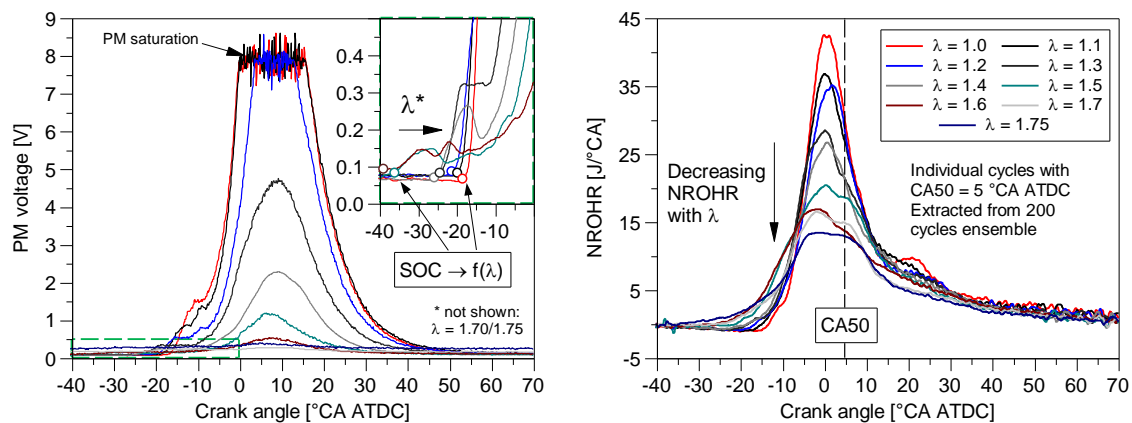 PM voltage [V]
9
8
7
6
5
4
3
2
1
0
PM saturation
0.4
0.3
0.2
0.1
0.0
λ*
-40
-30
-20
-10
SOC → f(λ)
* not shown:
λ = 1.70/1.75
-40
-30
-20
-10
0
10
20
30
40
50
60
70
Crank angle [°CA ATDC]
NROHR [J/°CA]
45
35
25
15
5
-5
λ = 1.0
λ = 1.1
λ = 1.2
λ = 1.3
λ = 1.4
λ = 1.5
λ = 1.6
λ = 1.7
λ = 1.75
Decreasing
NROHR
with λ
Individual cycles with
CA50 = 5 °CA ATDC
Extracted from 200
cycles ensemble
CA50
-40
-30
-20
-10
0
10
20
30
40
50
60
70
Crank angle [°CA ATDC]